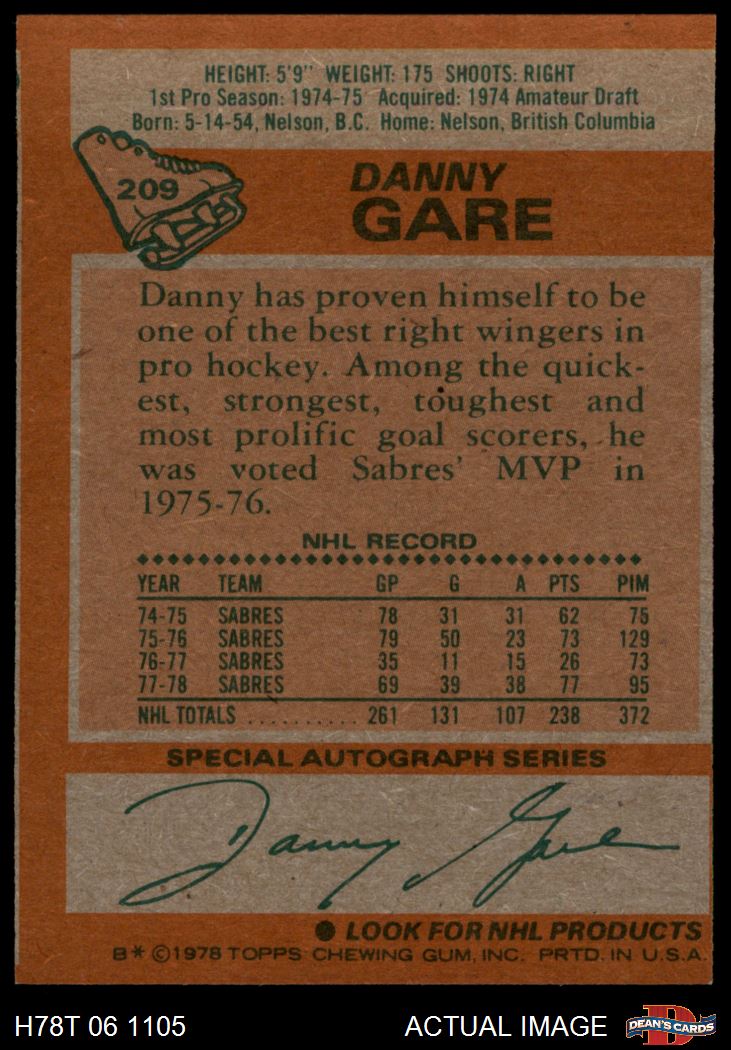 HEIGHT: 5'9" WEIGHT: 175 SHOOTS: RIGHT
1st Pro Season: 1974-75 Acquired: 1974 Amateur Draft
Born: 5-14-54, Nelson, B.C. Home: Nelson, British Columbia
209
DANNY
GARE
Danny has proven himself to be
one of the best right wingers in
pro hockey. Among the quick-
est, strongest, toughest and
most prolific goal scorers, he
was voted Sabres' MVP in
1975-76.
NHL RECORD
YEAR TEAM GP G A PTS PIM
74-75 SABRES 78 31 31 62 75
75-76 SABRES 79 50 23 73 129
76-77 SABRES 35 11 15 26 73
77-78 SABRES 69 39 38 77 95
NHL TOTALS .......... 261 131 107 238 372
SPECIAL AUTOGRAPH SERIES
Danny Gare
● LOOK FOR NHL PRODUCTS
B* ©1978 TOPPS CHEWING GUM, INC. PRTD. IN U.S.A.
H78T 06 1105 ACTUAL IMAGE D DEAN'S CARDS